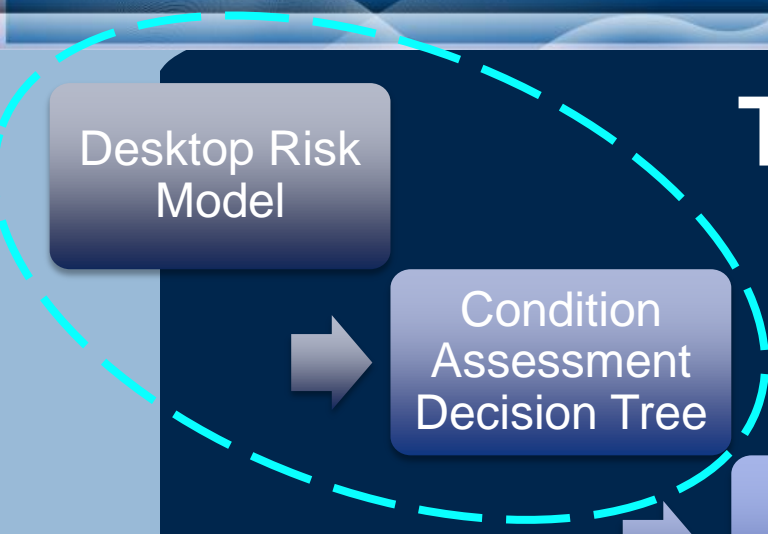 T
Desktop Risk
Model
Condition
Assessment
Decision Tree